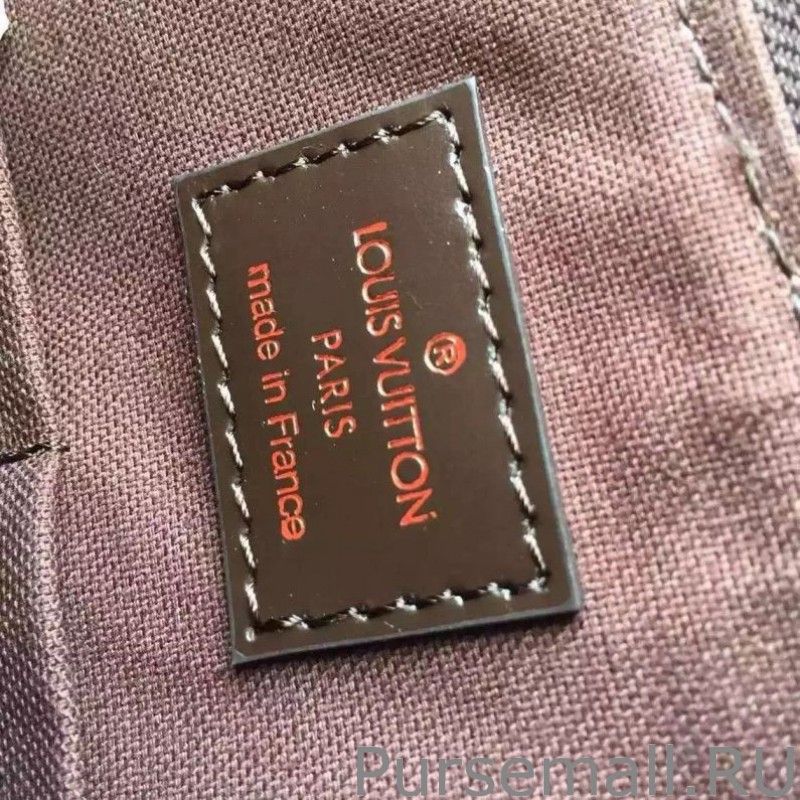 ®
LOUIS VUITTON
PARIS
made in France
Pursemall.RU